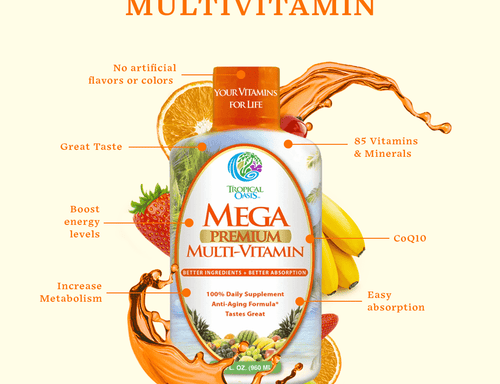 MULTIVITAMIN
No artificial
flavors or colors
YOUR VITAMINS
FOR LIFE
Great Taste
85 Vitamins
& Minerals
TROPICAL
OASIS
MEGA
PREMIUM
MULTI-VITAMIN
BETTER INGREDIENTS • BETTER ABSORPTION
Boost
energy
levels
CoQ10
Increase
Metabolism
100% Daily Supplement
Anti-Aging Formula*
Tastes Great
Easy
absorption
FL. OZ. (960 ML